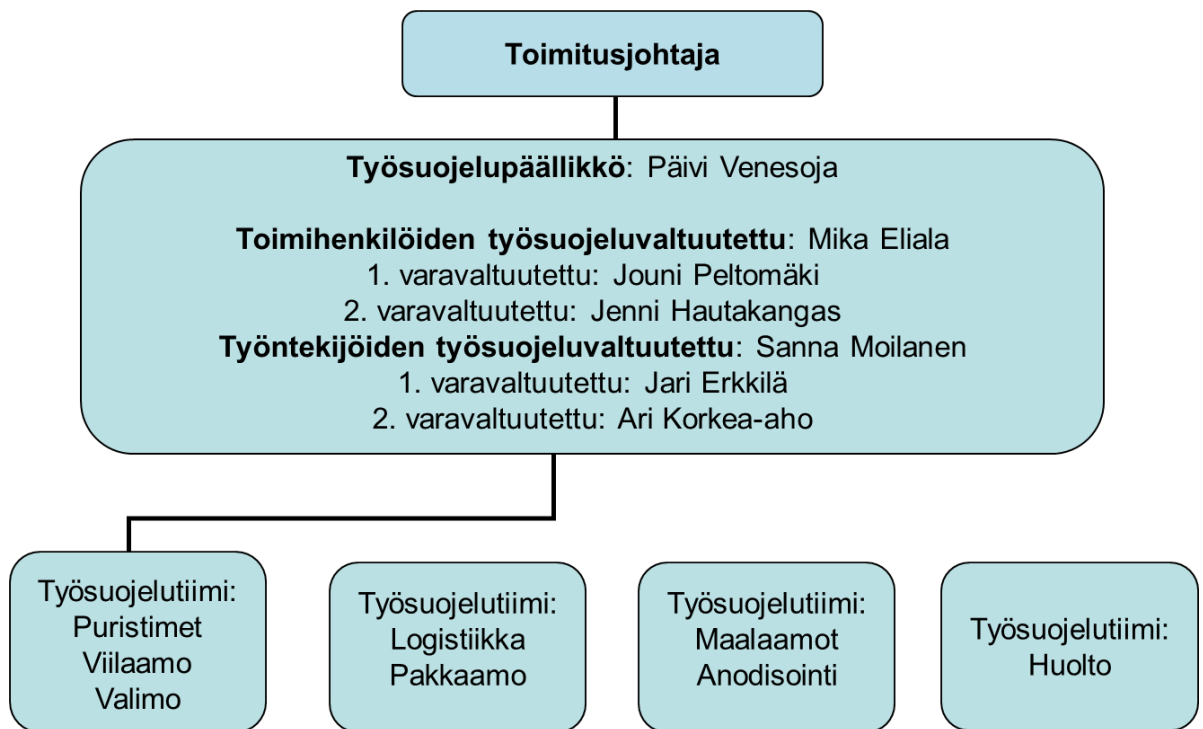 Toimitusjohtaja
Työsuojelupäällikkö: Päivi Venesoja
Toimihenkilöiden työsuojeluvaltuutettu: Mika Eliala
1. varavaltuutettu: Jouni Peltomäki
2. varavaltuutettu: Jenni Hautakangas
Työntekijöiden työsuojeluvaltuutettu: Sanna Moilanen
1. varavaltuutettu: Jari Erkkilä
2. varavaltuutettu: Ari Korkea-aho
Työsuojelutiimi:
Puristimet
Viilaamo
Valimo
Työsuojelutiimi:
Logistiikka
Pakkaamo
Työsuojelutiimi:
Maalaamot
Anodisointi
Työsuojelutiimi:
Huolto